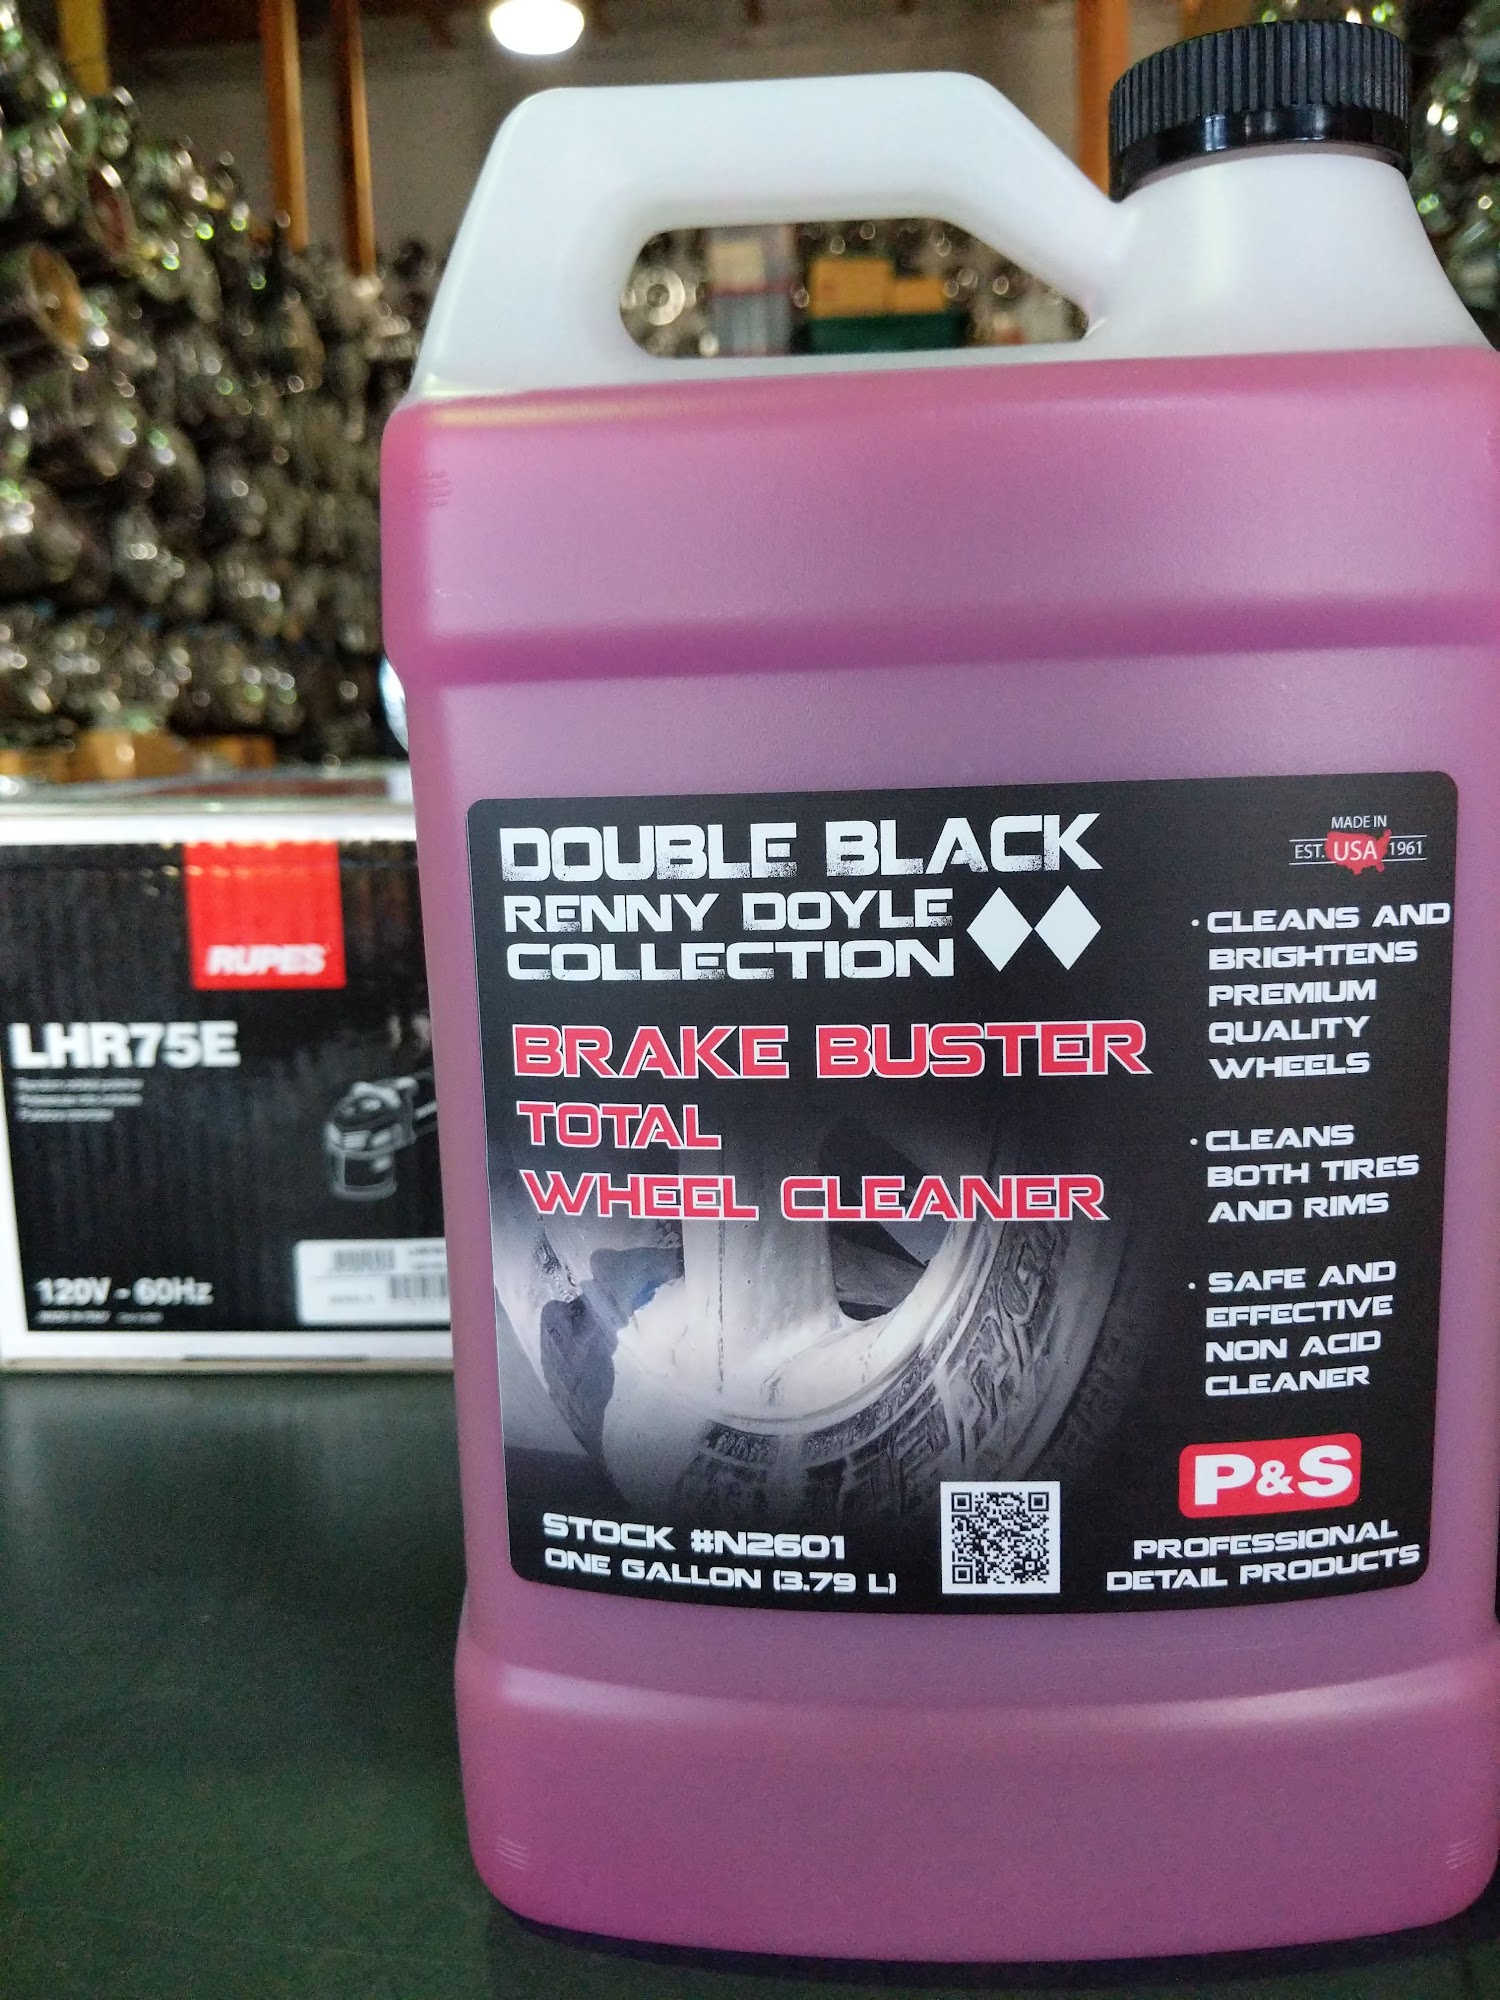 DOUBLE BLACK
RENNY DOYLE
COLLECTION
BRAKE BUSTER
TOTAL
WHEEL CLEANER
STOCK #N2601
ONE GALLON (3.79 L)
MADE IN
EST. USA 1961
· CLEANS AND
BRIGHTENS
PREMIUM
QUALITY
WHEELS
· CLEANS
BOTH TIRES
AND RIMS
· SAFE AND
EFFECTIVE
NON ACID
CLEANER
P&S
PROFESSIONAL
DETAIL PRODUCTS
RUPES
LHR75E
120V - 60Hz